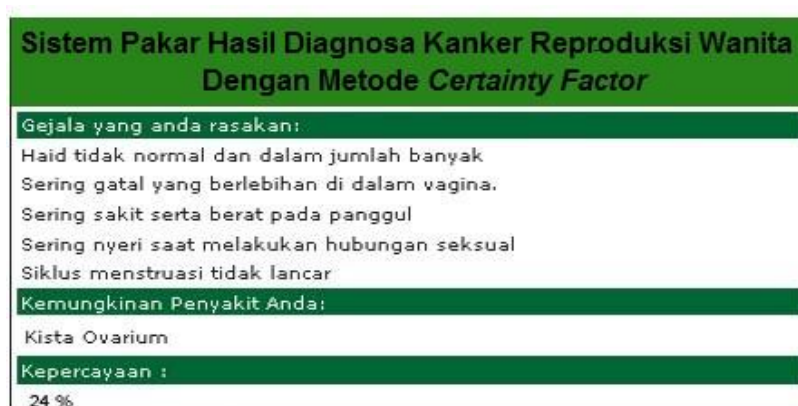 Sistem Pakar Hasil Diagnosa Kanker Reproduksi Wanita
Dengan Metode Certainty Factor
Gejala yang anda rasakan:
Haid tidak normal dan dalam jumlah banyak
Sering gatal yang berlebihan di dalam vagina.
Sering sakit serta berat pada panggul
Sering nyeri saat melakukan hubungan seksual
Siklus menstruasi tidak lancar
Kemungkinan Penyakit Anda:
Kista Ovarium
Kepercayaan :
24 %